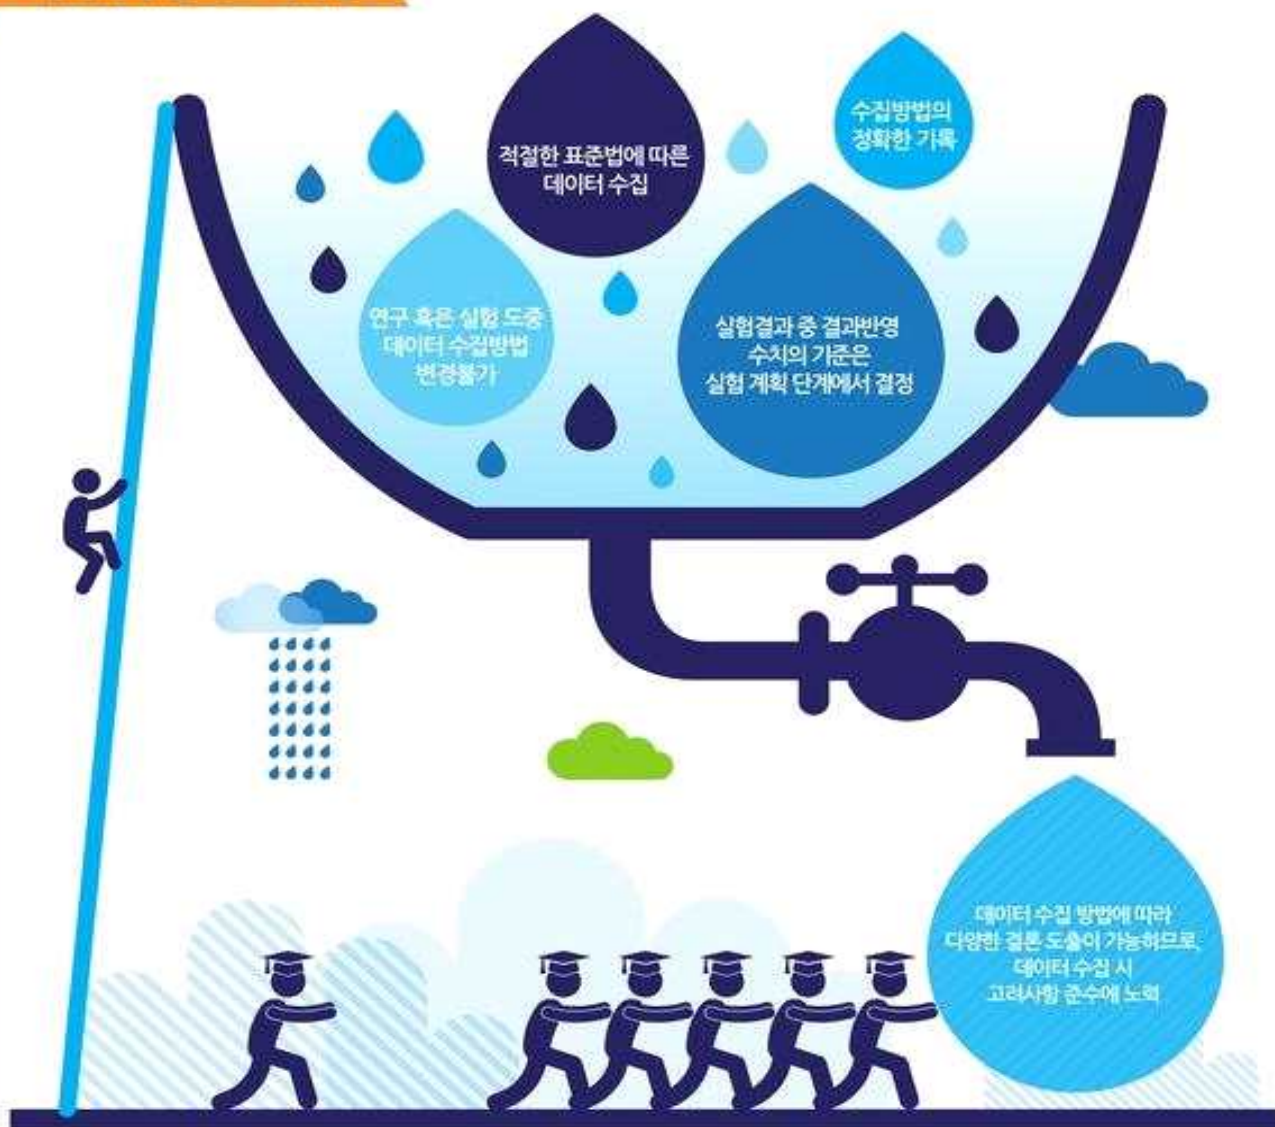 적절한 표준법에 따른
데이터 수집
수집방법의
정확한 기록
연구 혹은 실험 도중
데이터 수집방법
변경불가
실험결과 중 결과반영
수치의 기준은
실험 계획 단계에서 결정
데이터 수집 방법에 따라
다양한 결론 도출이 가능하므로,
데이터 수집 시
고려사항 준수에 노력